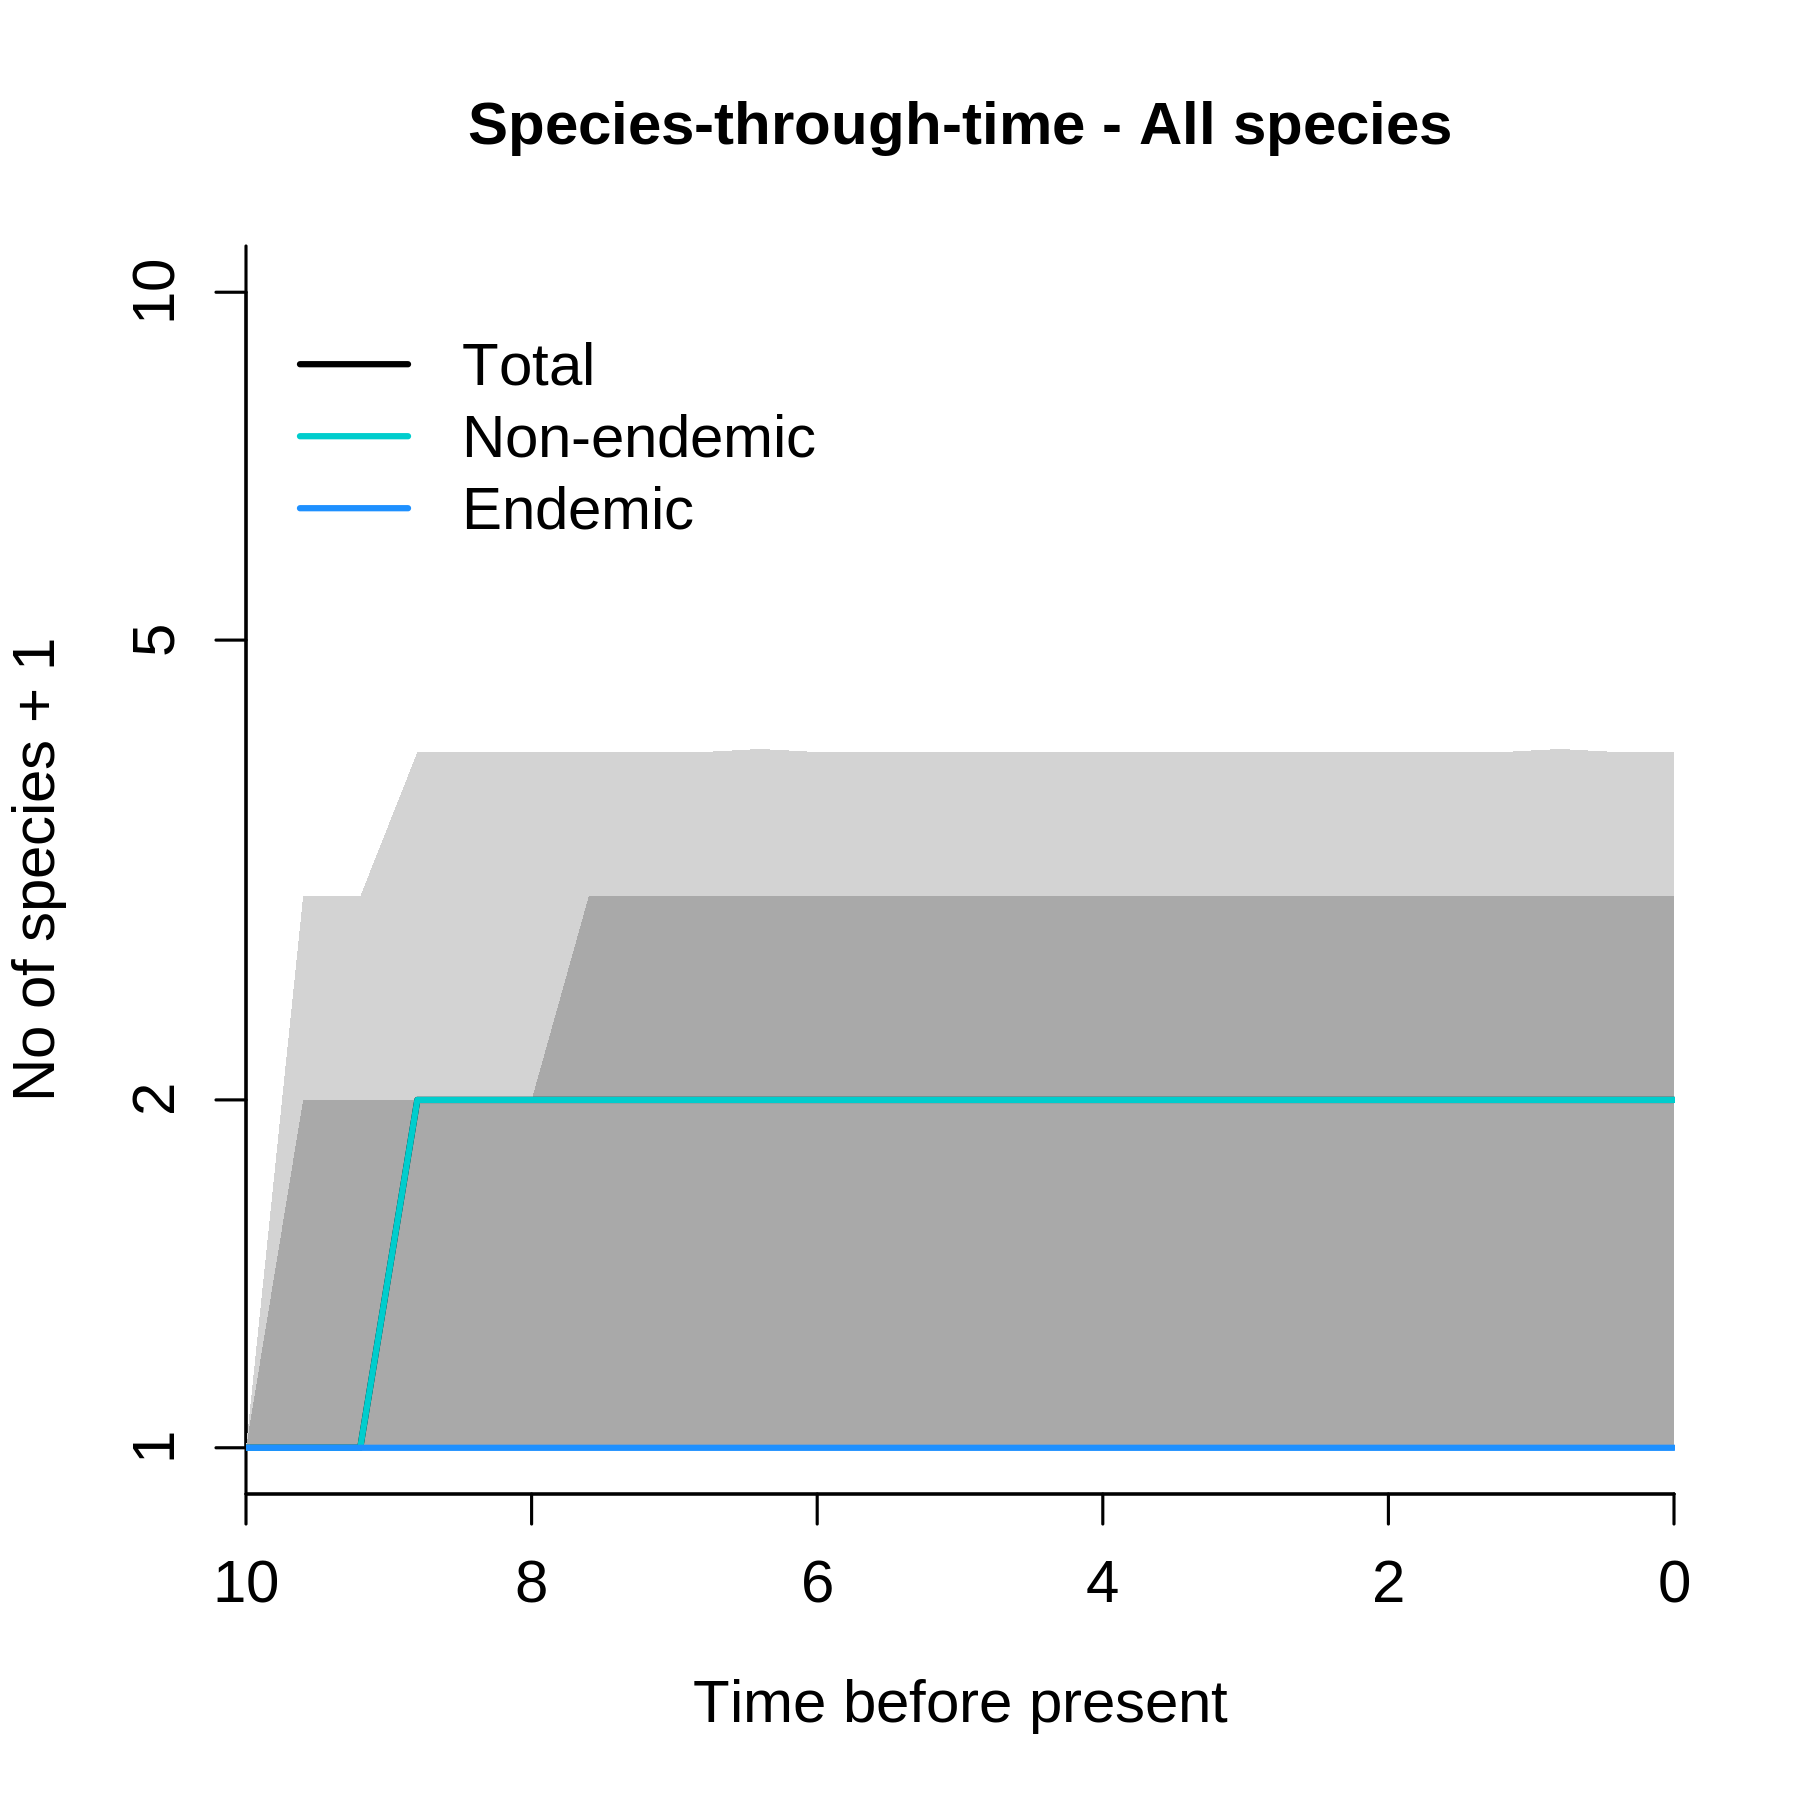 Species-through-time - All species
10
5
2
1
No of species + 1
Total
Non-endemic
Endemic
10 8 6 4 2 0
Time before present